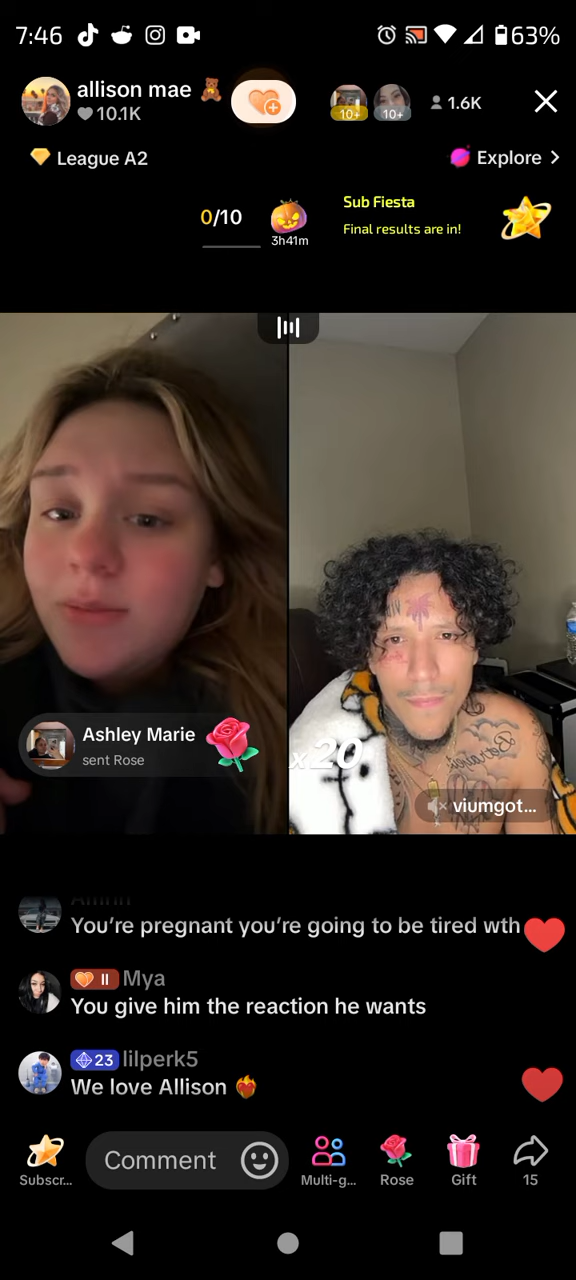 7:46
63%
allison mae 🧸
10.1K
10+
10+
1.6K
League A2
Explore >
0/10
3h41m
Sub Fiesta
Final results are in!
Ashley Marie
sent Rose
x20
viumgot...
You're pregnant you're going to be tired wth
II Mya
You give him the reaction he wants
23 lilperk5
We love Allison ❤️‍🔥
Subscr...
Comment
Multi-g...
Rose
Gift
15